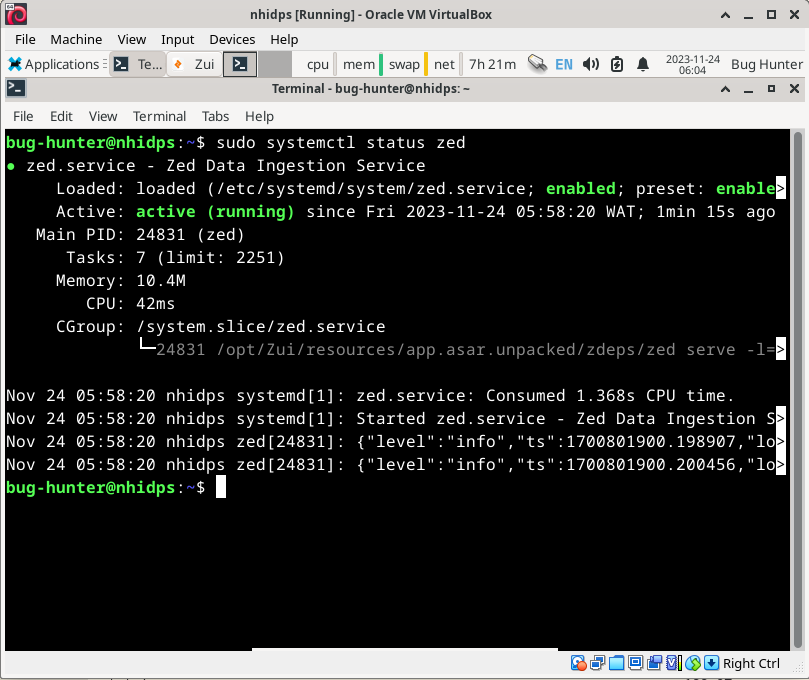 nhidps [Running] - Oracle VM VirtualBox
File Machine View Input Devices Help
Applications Te... Zui cpu mem swap net 7h 21m EN 2023-11-24 06:04 Bug Hunter
Terminal - bug-hunter@nhidps: ~
File Edit View Terminal Tabs Help
bug-hunter@nhidps:~$ sudo systemctl status zed
● zed.service - Zed Data Ingestion Service
Loaded: loaded (/etc/systemd/system/zed.service; enabled; preset: enable>
Active: active (running) since Fri 2023-11-24 05:58:20 WAT; 1min 15s ago
Main PID: 24831 (zed)
Tasks: 7 (limit: 2251)
Memory: 10.4M
CPU: 42ms
CGroup: /system.slice/zed.service
└─24831 /opt/Zui/resources/app.asar.unpacked/zdeps/zed serve -l=>
Nov 24 05:58:20 nhidps systemd[1]: zed.service: Consumed 1.368s CPU time.
Nov 24 05:58:20 nhidps systemd[1]: Started zed.service - Zed Data Ingestion S>
Nov 24 05:58:20 nhidps zed[24831]: {"level":"info","ts":1700801900.198907,"lo>
Nov 24 05:58:20 nhidps zed[24831]: {"level":"info","ts":1700801900.200456,"lo>
bug-hunter@nhidps:~$
Right Ctrl